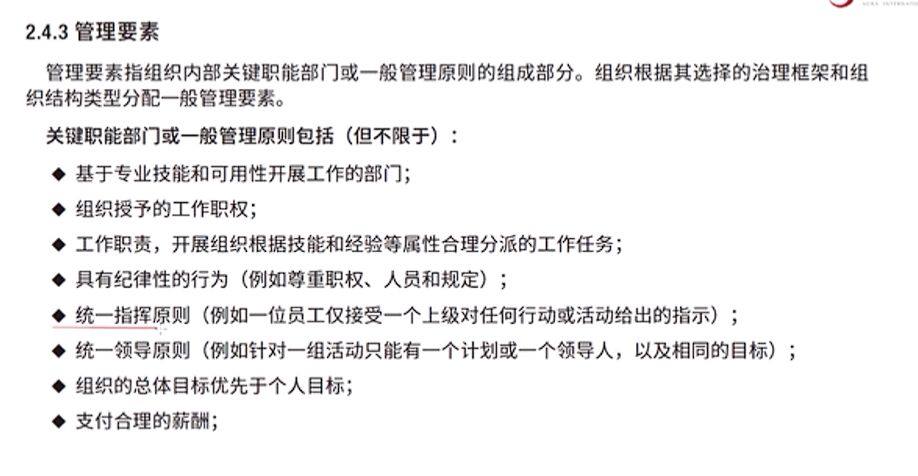 2.4.3 管理要素
管理要素指组织内部关键职能部门或一般管理原则的组成部分。组织根据其选择的治理框架和组
织结构类型分配一般管理要素。
关键职能部门或一般管理原则包括（但不限于）：
◆ 基于专业技能和可用性开展工作的部门；
◆ 组织授予的工作职权；
◆ 工作职责，开展组织根据技能和经验等属性合理分派的工作任务；
◆ 具有纪律性的行为（例如尊重职权、人员和规定）；
◆ 统一指挥原则（例如一位员工仅接受一个上级对任何行动或活动给出的指示）；
◆ 统一领导原则（例如针对一组活动只能有一个计划或一个领导人，以及相同的目标）；
◆ 组织的总体目标优先于个人目标；
◆ 支付合理的薪酬；